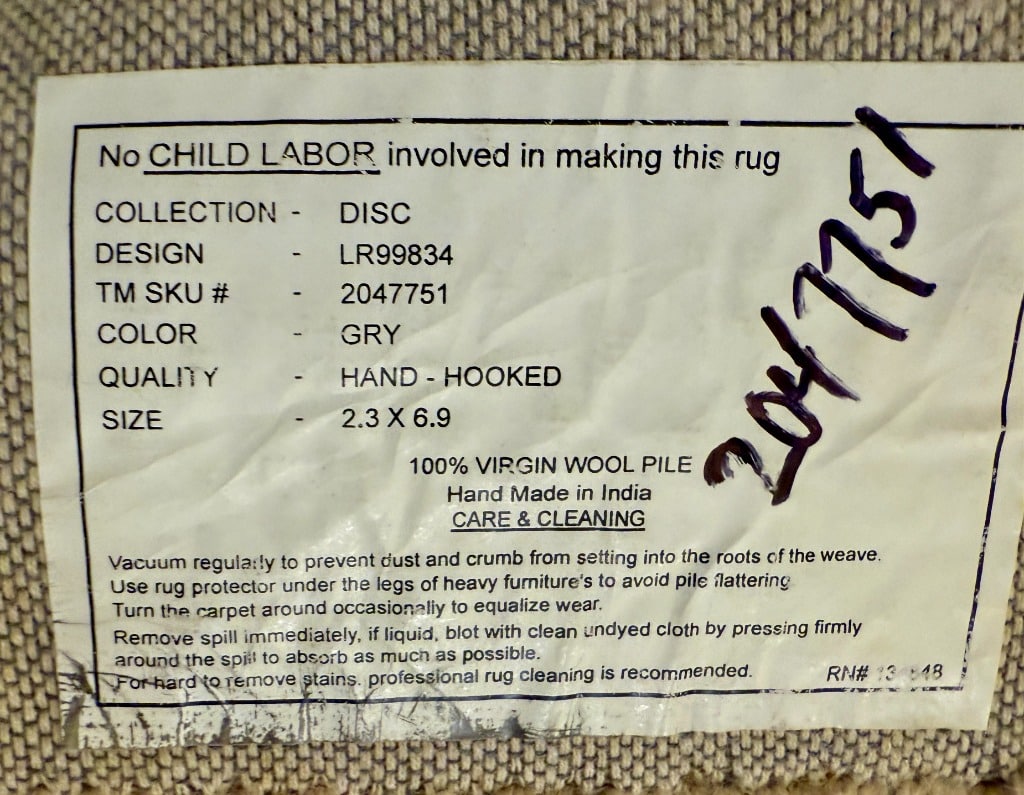 No CHILD LABOR involved in making this rug
COLLECTION - DISC
DESIGN - LR99834
TM SKU # - 2047751
COLOR - GRY
QUALITY - HAND - HOOKED
SIZE - 2.3 X 6.9
2047751
100% VIRGIN WOOL PILE
Hand Made in India
CARE & CLEANING
Vacuum regularly to prevent dust and crumb from setting into the roots of the weave.
Use rug protector under the legs of heavy furniture's to avoid pile flattering
Turn the carpet around occasionally to equalize wear.
Remove spill immediately, if liquid, blot with clean undyed cloth by pressing firmly
around the spill to absorb as much as possible.
For hard to remove stains. professional rug cleaning is recommended.
RN#